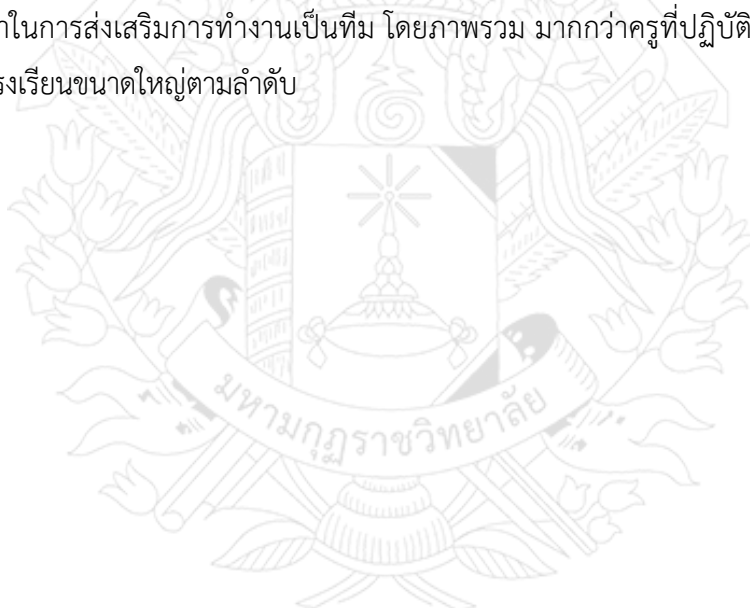 าในการส่งเสริมการทำงานเป็นทีม โดยภาพรวม มากกว่าครูที่ปฏิบัติ
รงเรียนขนาดใหญ่ตามลำดับ
มหามกุฏราชวิทยาลัย